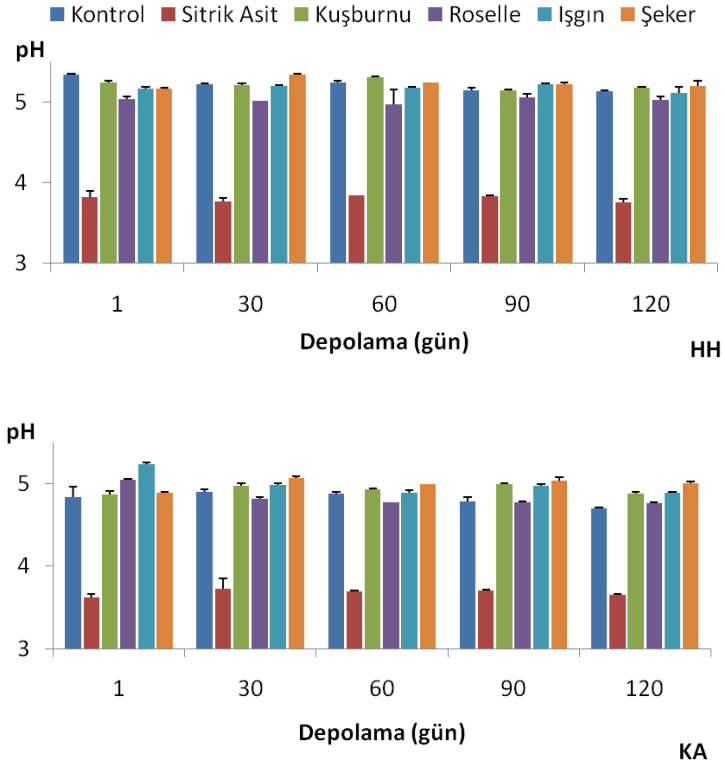 Kontrol Sitrik Asit Kuşburnu Roselle Işgın Şeker
pH
5
4
3
1 30 60 90 120
Depolama (gün)
HH
pH
5
4
3
1 30 60 90 120
Depolama (gün)
KA